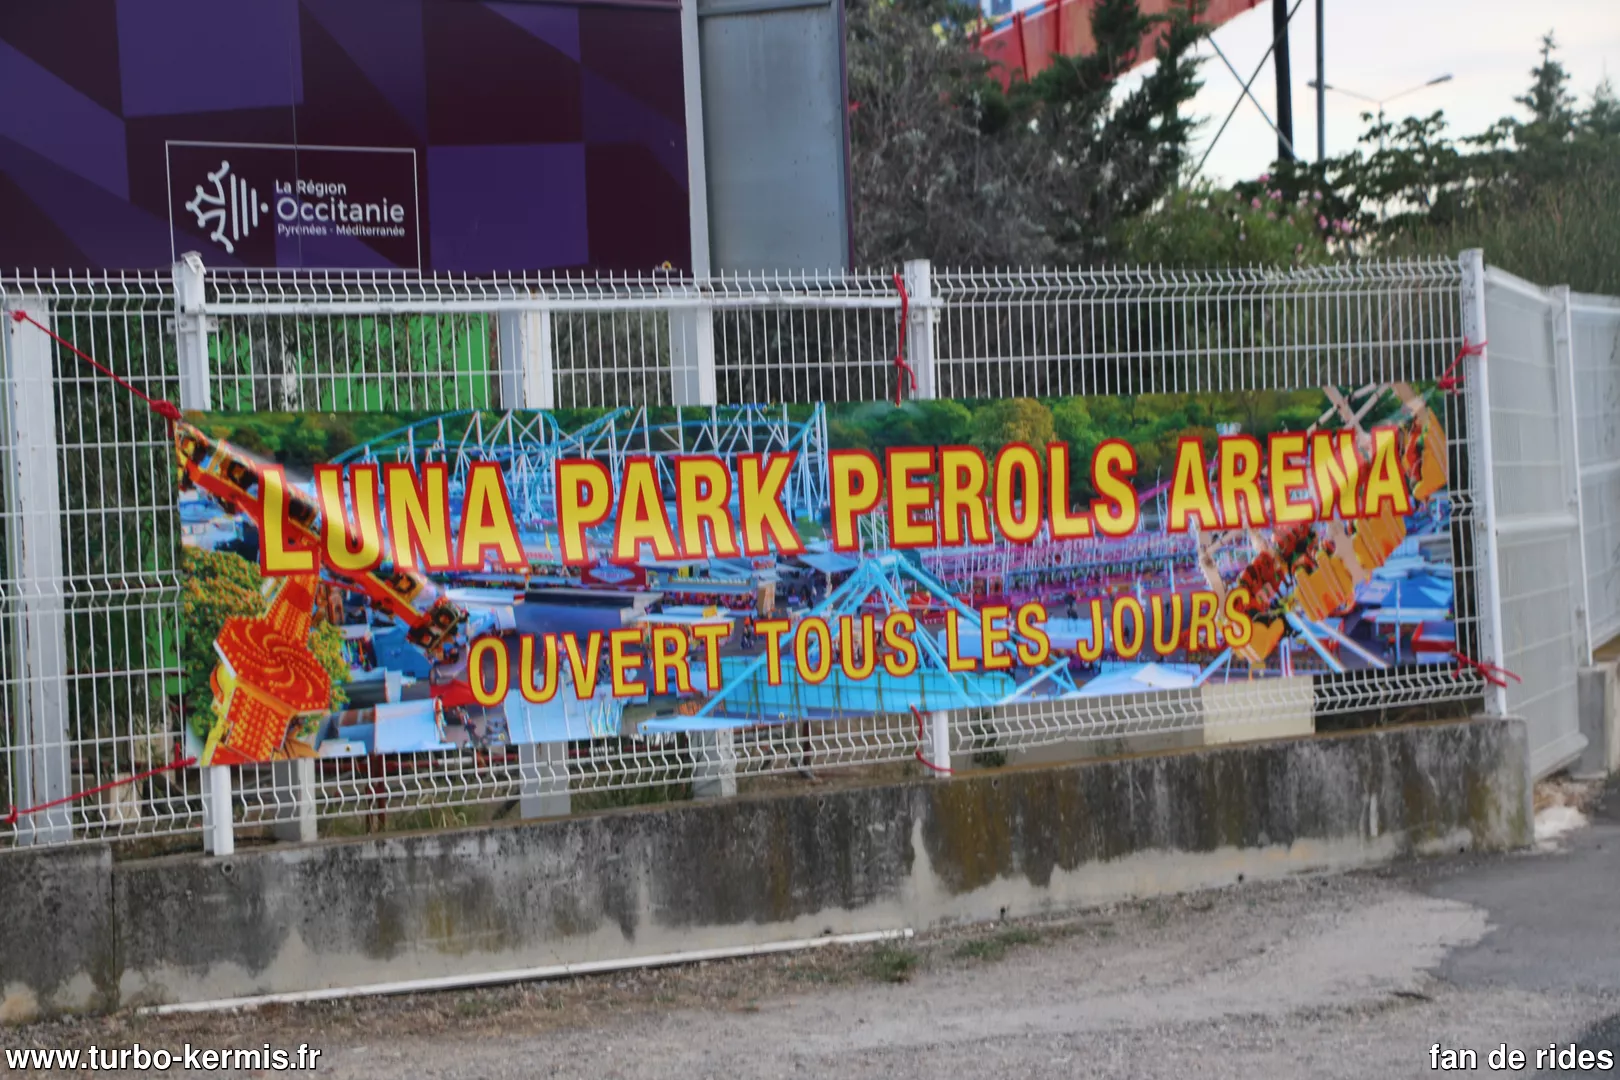 La Région
Occitanie
Pyrénées - Méditerranée
LUNA PARK PEROLS ARENA
OUVERT TOUS LES JOURS
www.turbo-kermis.fr
fan de rides